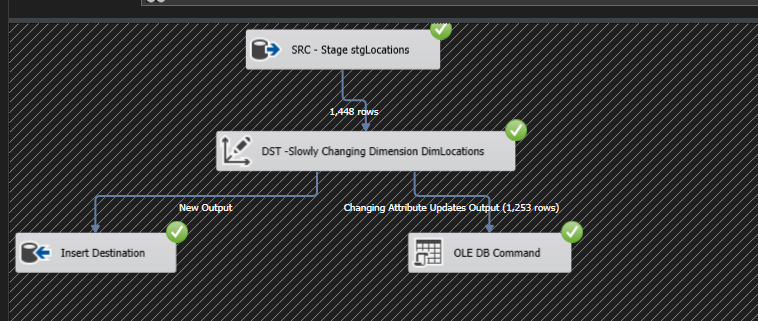 SRC - Stage stgLocations
1,448 rows
DST -Slowly Changing Dimension DimLocations
New Output
Changing Attribute Updates Output (1,253 rows)
Insert Destination
OLE DB Command